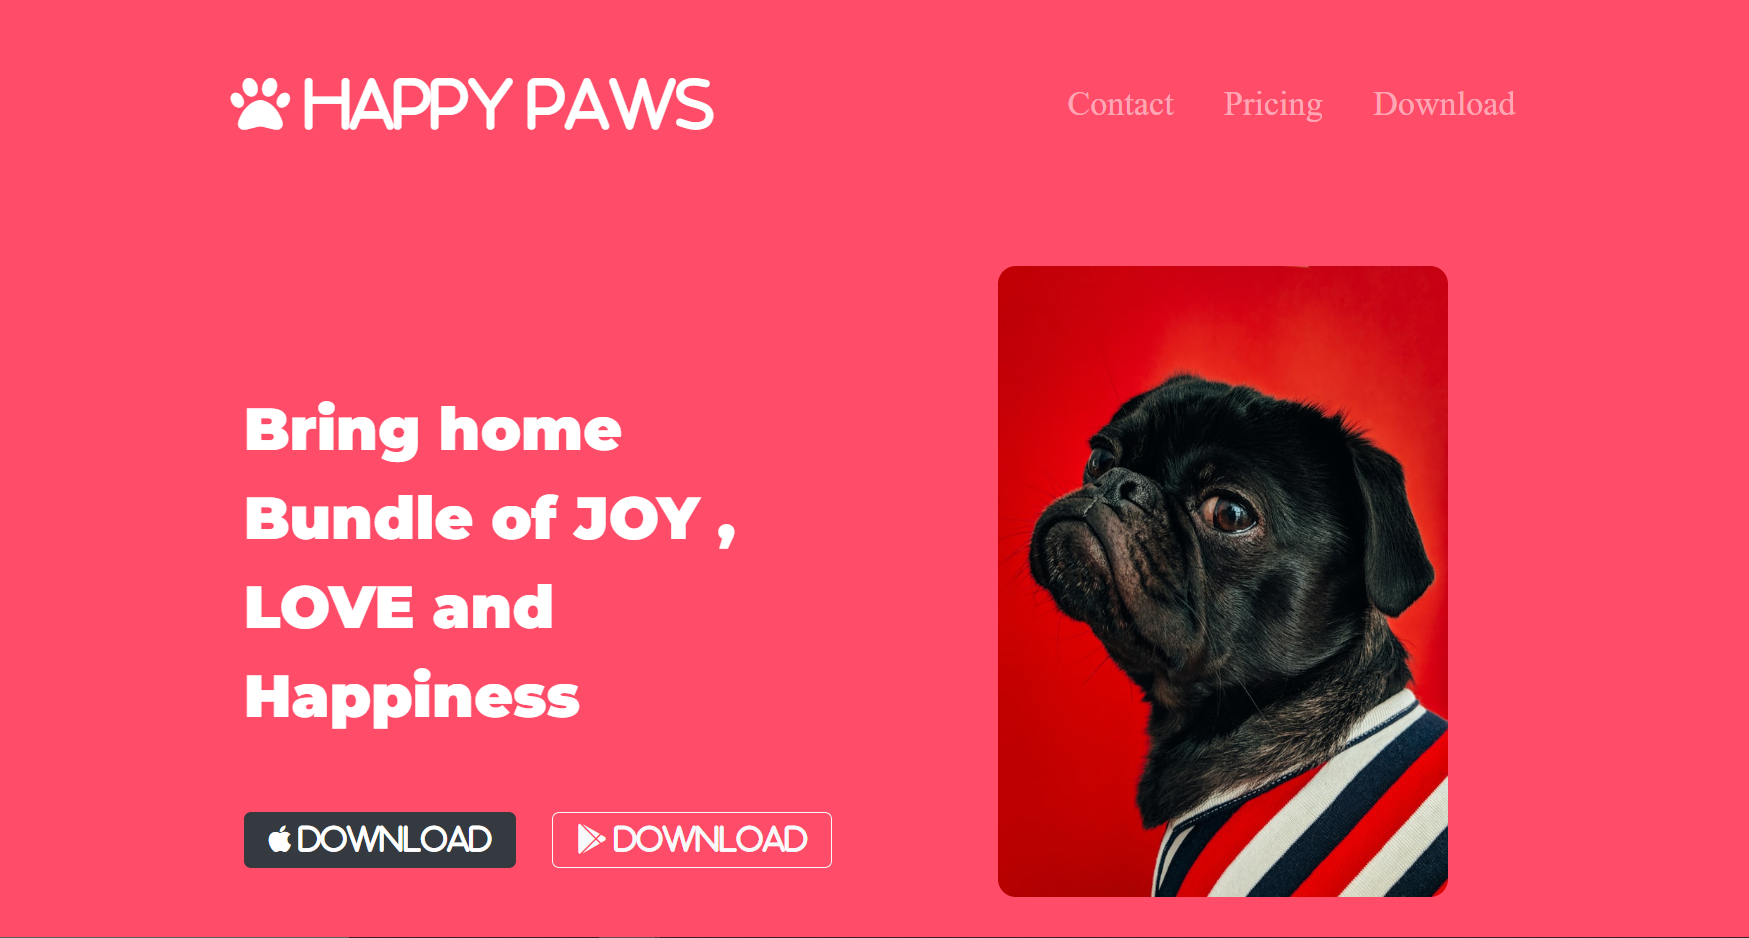 HAPPY PAWS
Contact Pricing Download
Bring home
Bundle of JOY ,
LOVE and
Happiness
DOWNLOAD DOWNLOAD